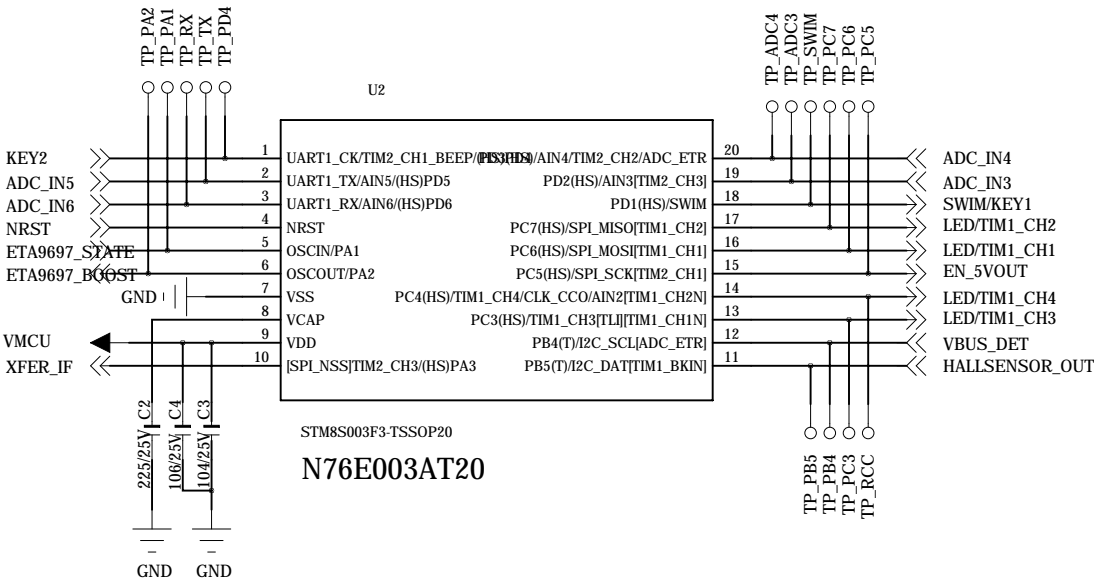 TP_PA2
TP_PA1
TP_RX
TP_TX
TP_PD4
TP_ADC4
TP_ADC3
TP_SWIM
TP_PC7
TP_PC6
TP_PC5
U2
KEY2
1
UART1_CK/TIM2_CH1_BEEP/(HS)PD4
PD3(HS)/AIN4/TIM2_CH2/ADC_ETR
20
ADC_IN4
ADC_IN5
2
UART1_TX/AIN5/(HS)PD5
PD2(HS)/AIN3[TIM2_CH3]
19
ADC_IN3
ADC_IN6
3
UART1_RX/AIN6/(HS)PD6
PD1(HS)/SWIM
18
SWIM/KEY1
NRST
4
NRST
PC7(HS)/SPI_MISO[TIM1_CH2]
17
LED/TIM1_CH2
ETA9697_STATE
5
OSCIN/PA1
PC6(HS)/SPI_MOSI[TIM1_CH1]
16
LED/TIM1_CH1
ETA9697_BOOST
6
OSCOUT/PA2
PC5(HS)/SPI_SCK[TIM2_CH1]
15
EN_5VOUT
GND
7
VSS
PC4(HS)/TIM1_CH4/CLK_CCO/AIN2[TIM1_CH2N]
14
LED/TIM1_CH4
8
VCAP
PC3(HS)/TIM1_CH3[TLI][TIM1_CH1N]
13
LED/TIM1_CH3
VMCU
9
VDD
PB4(T)/I2C_SCL[ADC_ETR]
12
VBUS_DET
XFER_IF
10
[SPI_NSS]TIM2_CH3/(HS)PA3
PB5(T)/I2C_DAT[TIM1_BKIN]
11
HALLSENSOR_OUT
225/25V C2
106/25V C4
104/25V C3
STM8S003F3-TSSOP20
N76E003AT20
TP_PB5
TP_PB4
TP_PC3
TP_RCC
GND
GND